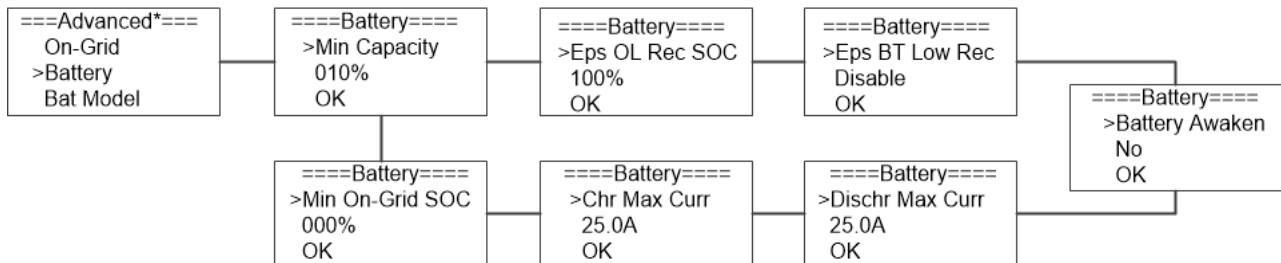 ===Advanced*===
On-Grid
>Battery
Bat Model
====Battery====
>Min Capacity
010%
OK
====Battery====
>Eps OL Rec SOC
100%
OK
====Battery====
>Eps BT Low Rec
Disable
OK
====Battery====
>Battery Awaken
No
OK
====Battery====
>Min On-Grid SOC
000%
OK
====Battery====
>Chr Max Curr
25.0A
OK
====Battery====
>Dischr Max Curr
25.0A
OK